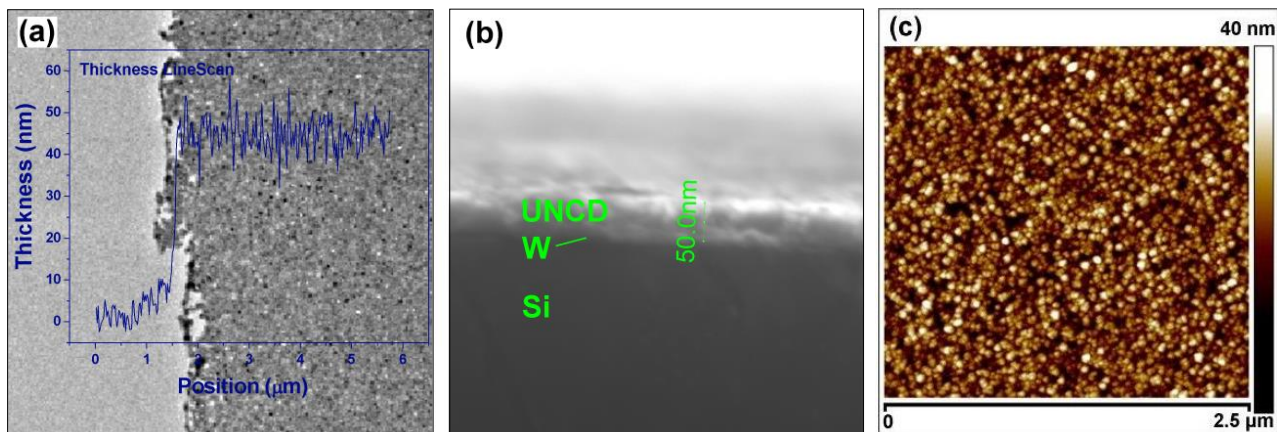 (a)
Thickness LineScan
Thickness (nm)
60
50
40
30
20
10
0
0 1 2 3 4 5 6
Position (μm)
(b)
UNCD
W
50.0nm
Si
(c)
40 nm
0 2.5 μm